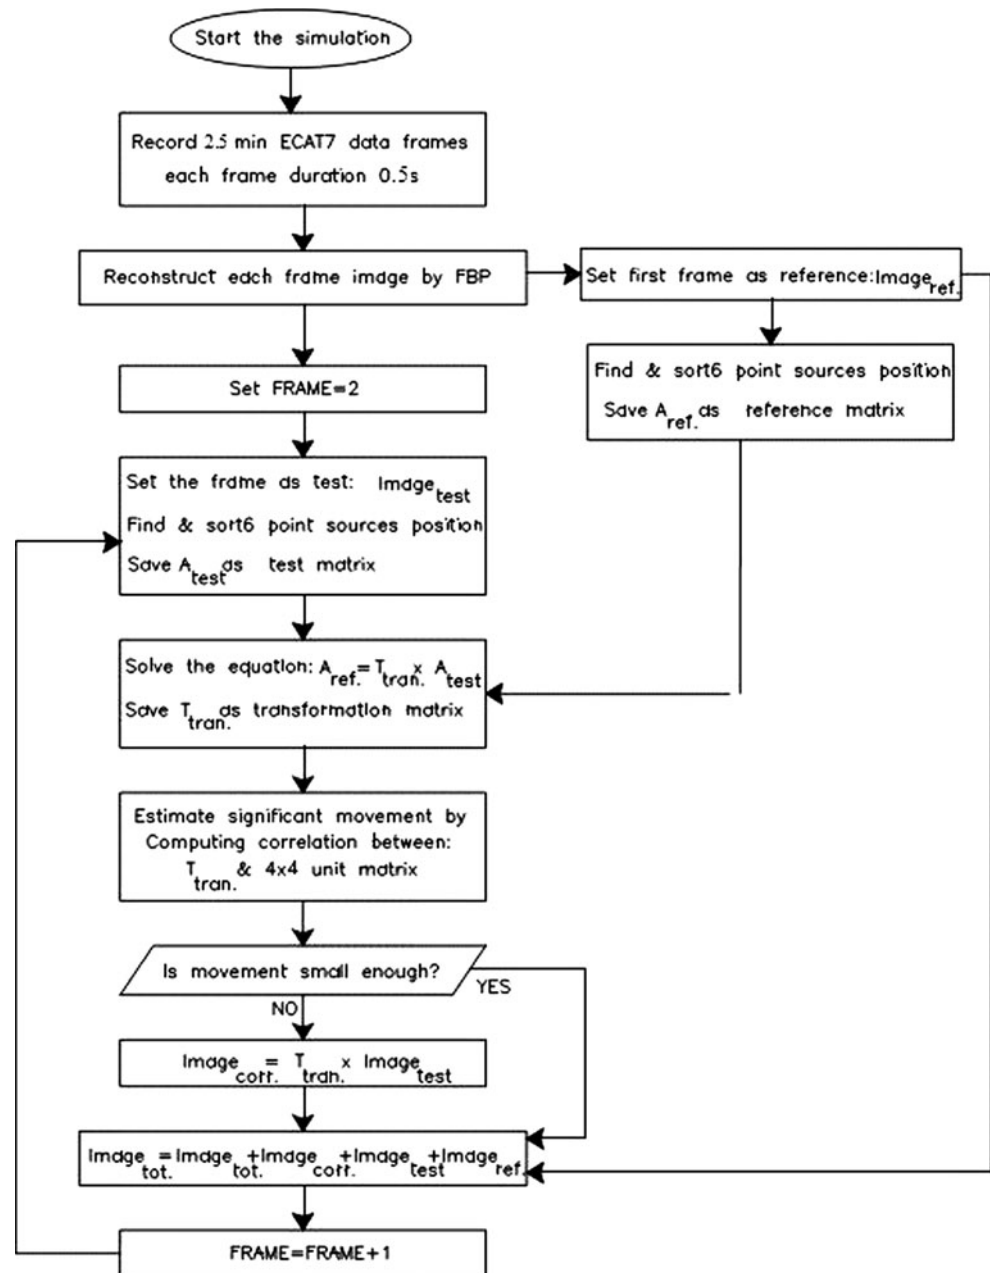 Start the simulation
Record 2.5 min ECAT7 data frames
each frame duration 0.5s
Reconstruct each frame image by FBP
Set first frame as reference:Image ref.
Find & sort6 point sources position
Save A ref. as reference matrix
Set FRAME=2
Set the frame as test: Image test
Find & sort6 point sources position
Save A test as test matrix
Solve the equation: A ref. = T tran. x A test
Save T tran. as transformation matrix
Estimate significant movement by
Computing correlation between:
T tran. & 4x4 unit matrix
Is movement small enough?
YES
NO
Image corr. = T tran. x Image test
Image tot. =Image tot. +Image corr. +Image test +Image ref.
FRAME=FRAME+1